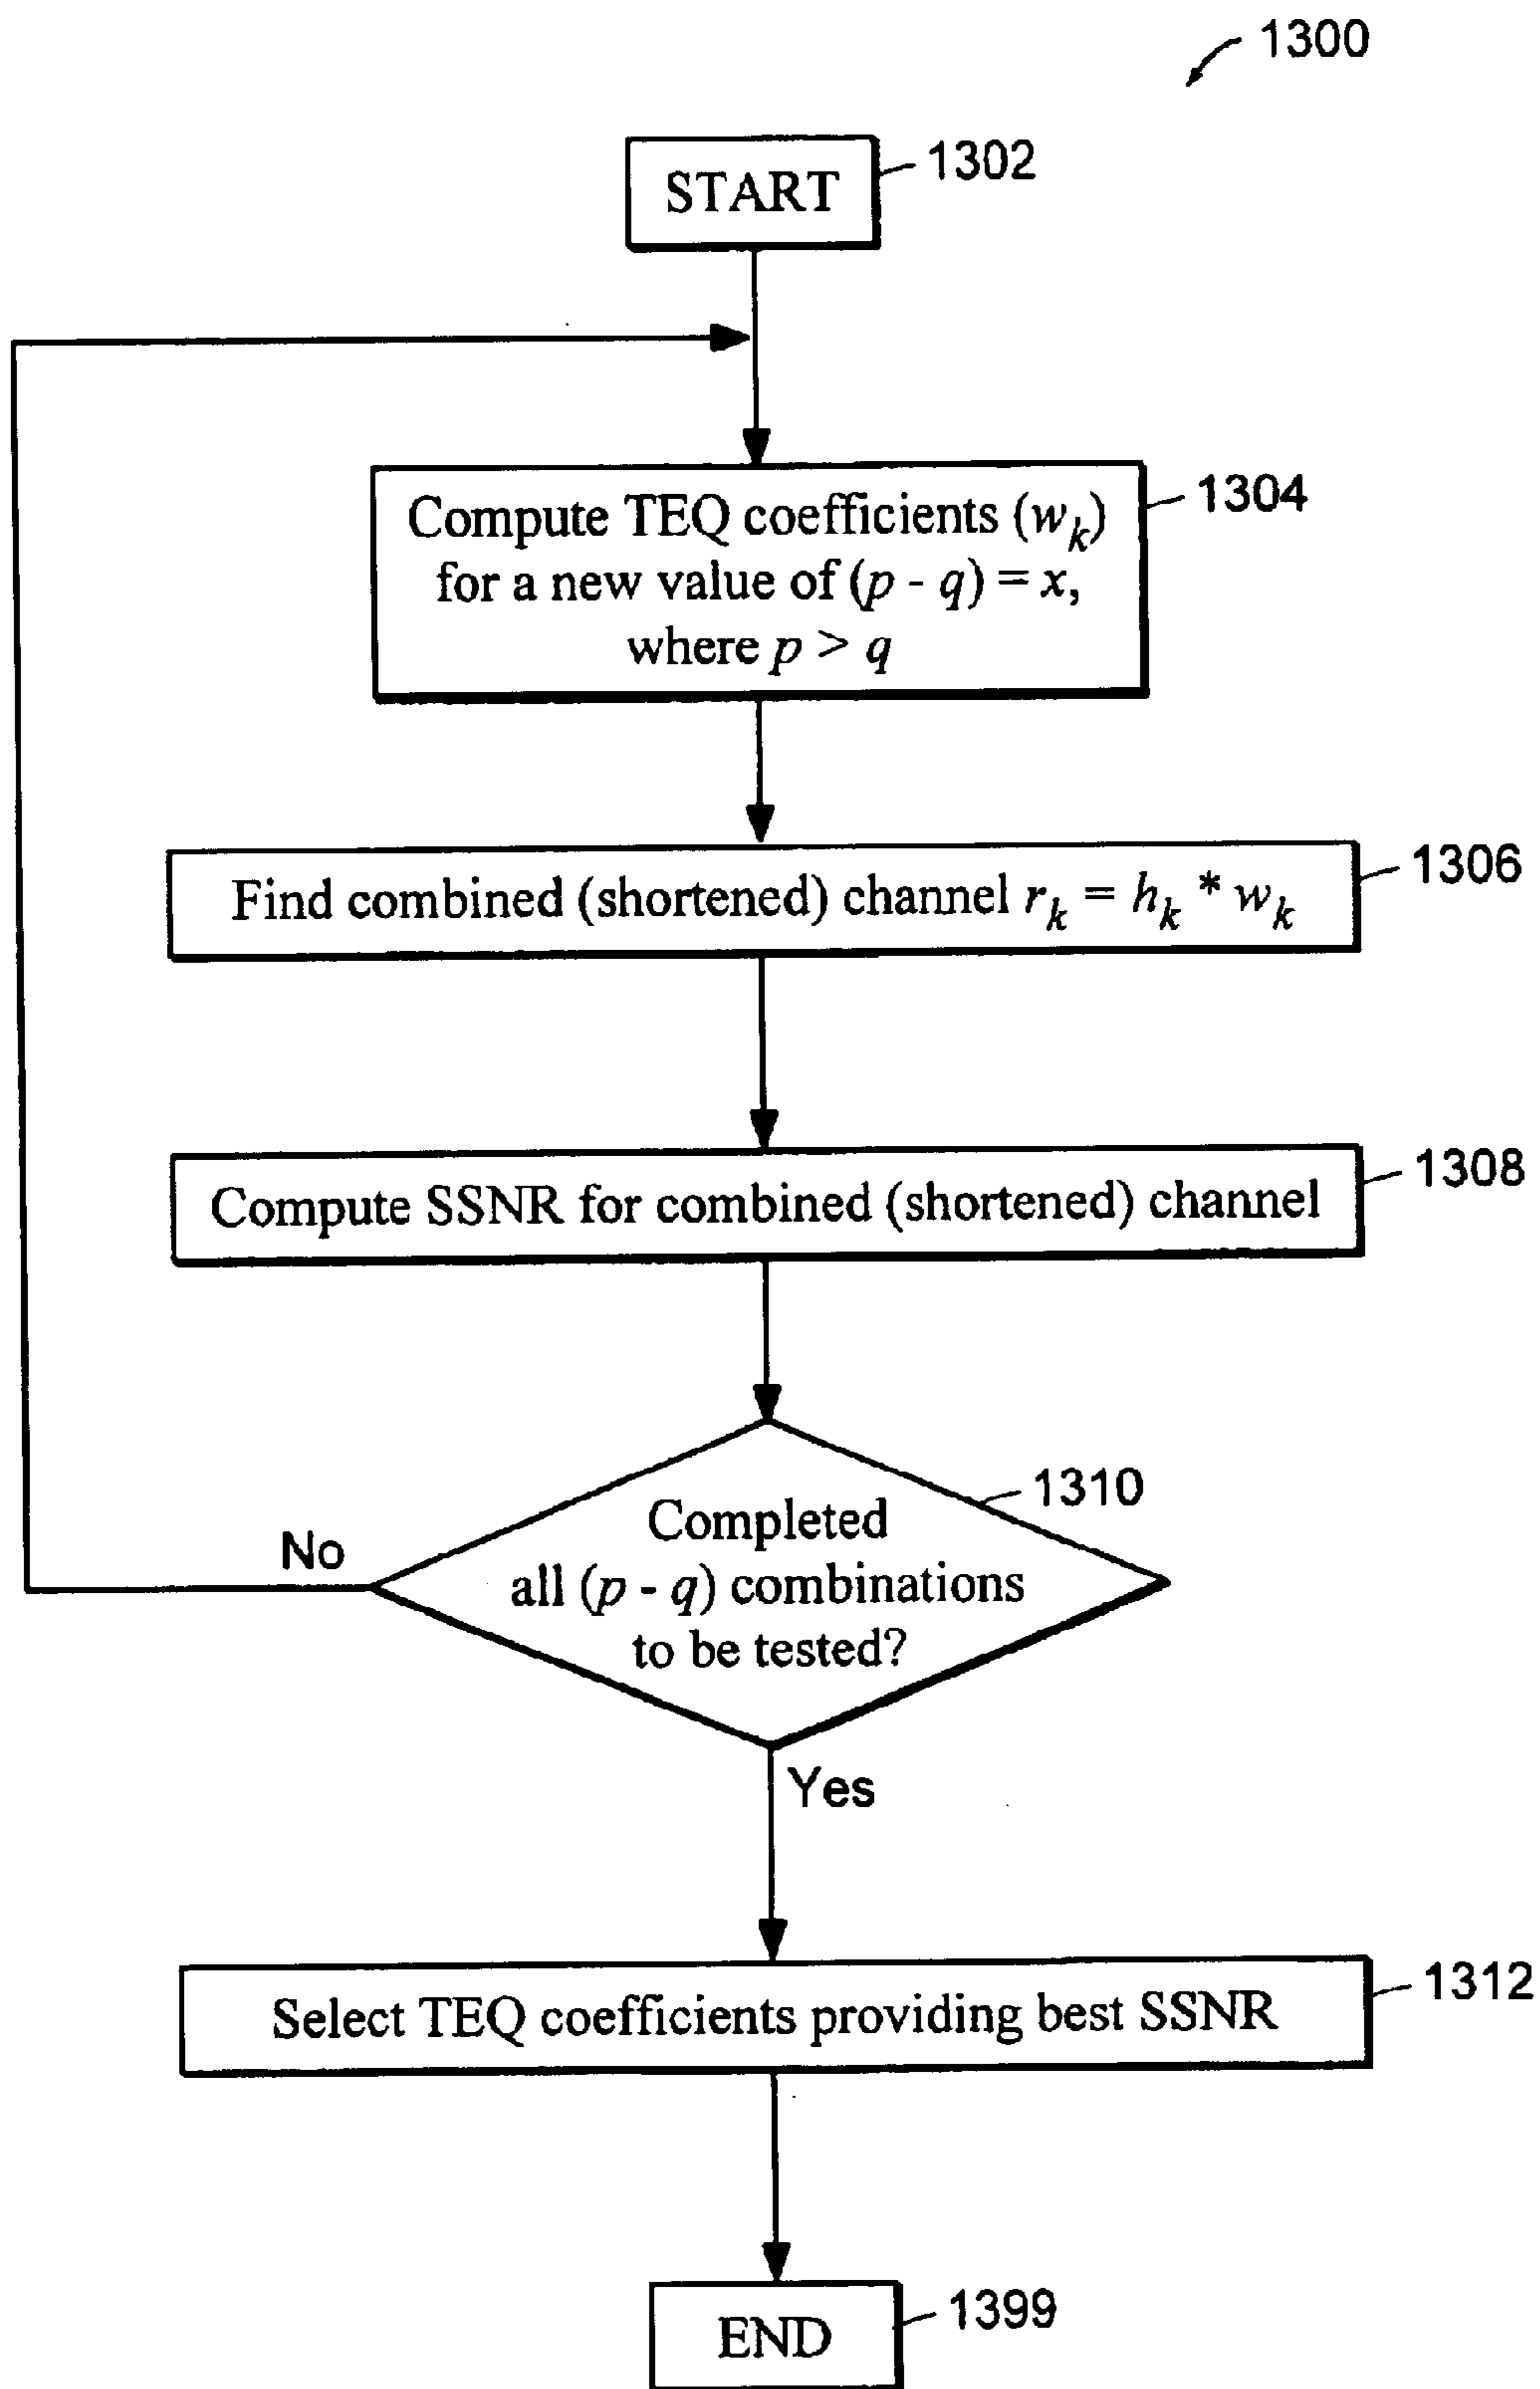 1300
START
1302
Compute TEQ coefficients (w_k)
for a new value of (p - q) = x,
where p > q
1304
Find combined (shortened) channel r_k = h_k * w_k
1306
Compute SSNR for combined (shortened) channel
1308
Completed
all (p - q) combinations
to be tested?
1310
No
Yes
Select TEQ coefficients providing best SSNR
1312
END
1399